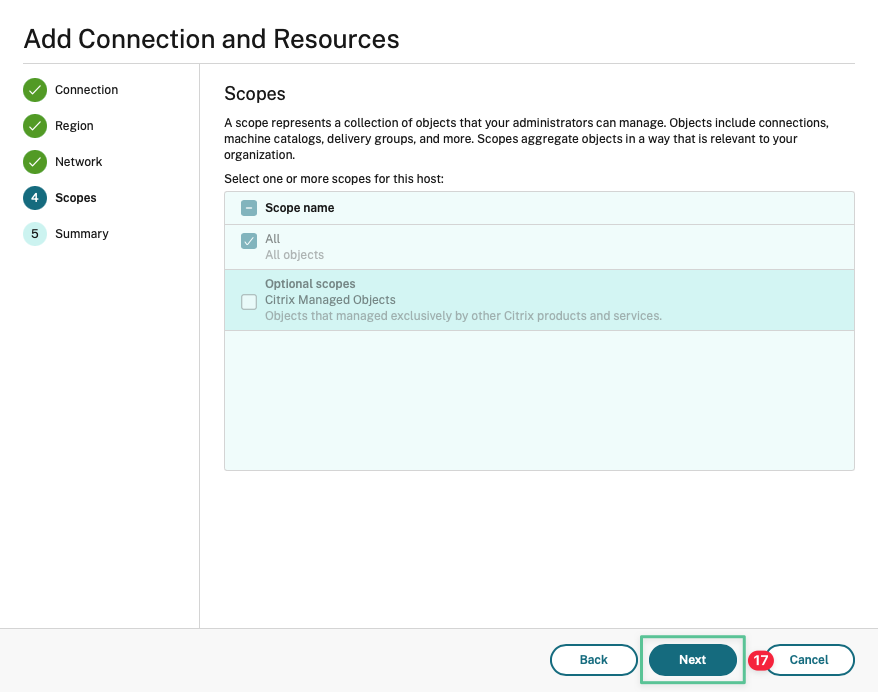 Add Connection and Resources
Connection
Region
Network
4 Scopes
5 Summary
Scopes
A scope represents a collection of objects that your administrators can manage. Objects include connections,
machine catalogs, delivery groups, and more. Scopes aggregate objects in a way that is relevant to your
organization.
Select one or more scopes for this host:
Scope name
All
All objects
Optional scopes
Citrix Managed Objects
Objects that managed exclusively by other Citrix products and services.
Back Next 17 Cancel